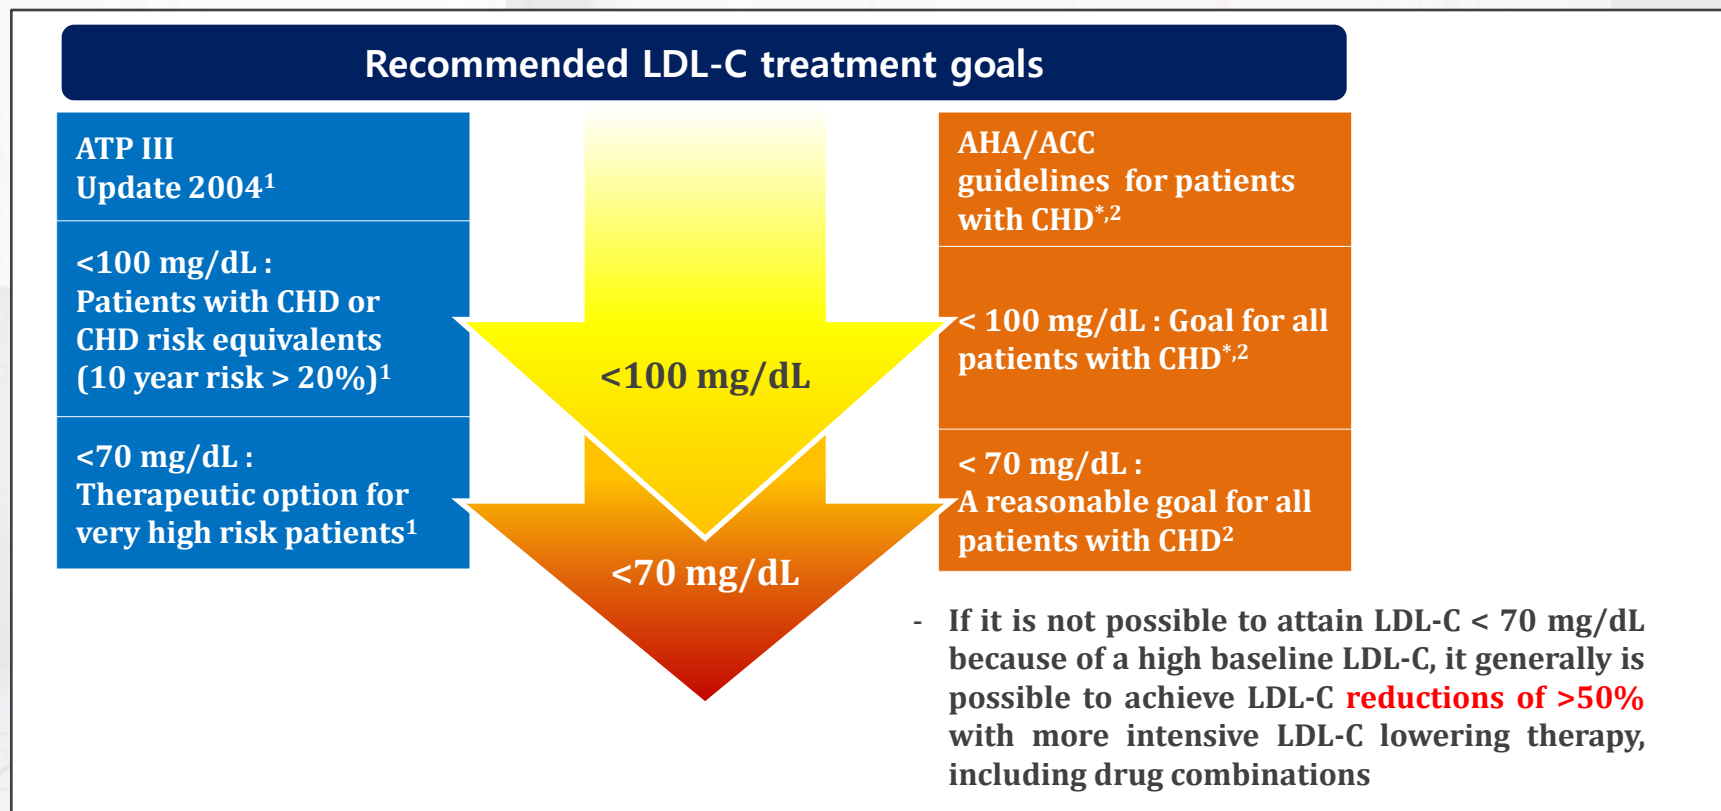 Recommended LDL-C treatment goals
ATP III
Update 2004¹
<100 mg/dL :
Patients with CHD or
CHD risk equivalents
(10 year risk > 20%)¹
<70 mg/dL :
Therapeutic option for
very high risk patients¹
<100 mg/dL
<70 mg/dL
AHA/ACC
guidelines for patients
with CHD*,²
< 100 mg/dL : Goal for all
patients with CHD*,²
< 70 mg/dL :
A reasonable goal for all
patients with CHD²
- If it is not possible to attain LDL-C < 70 mg/dL
because of a high baseline LDL-C, it generally is
possible to achieve LDL-C reductions of >50%
with more intensive LDL-C lowering therapy,
including drug combinations